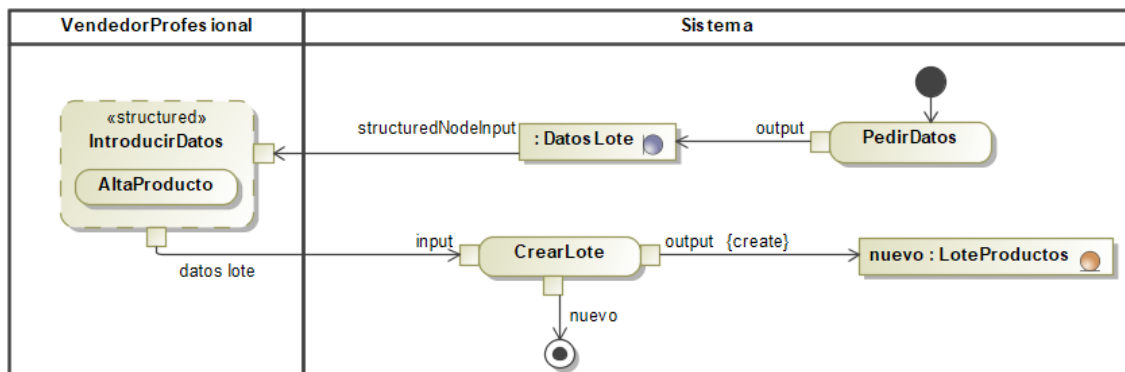 VendedorProfesional
Sistema
«structured»
IntroducirDatos
AltaProducto
structuredNodeInput
: DatosLote
output
PedirDatos
datos lote
input
CrearLote
output {create}
nuevo : LoteProductos
nuevo